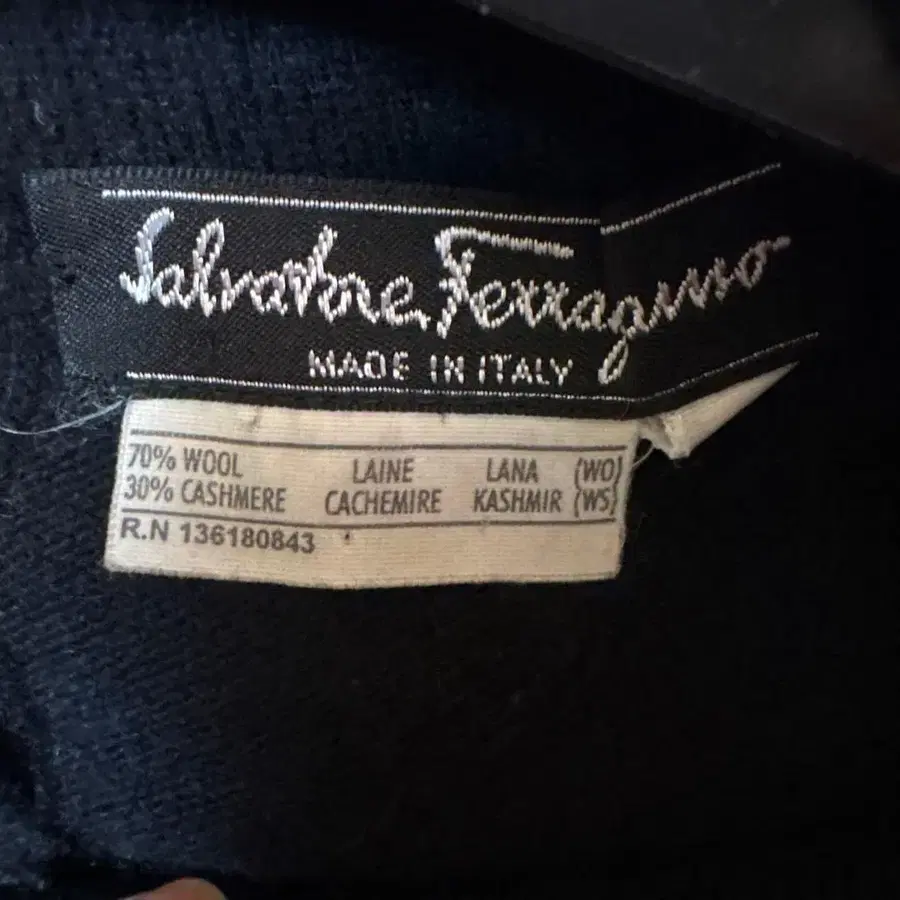 Salvatore Ferragamo
MADE IN ITALY
70% WOOL LAINE LANA (WO)
30% CASHMERE CACHEMIRE KASHMIR (WS)
R.N 136180843